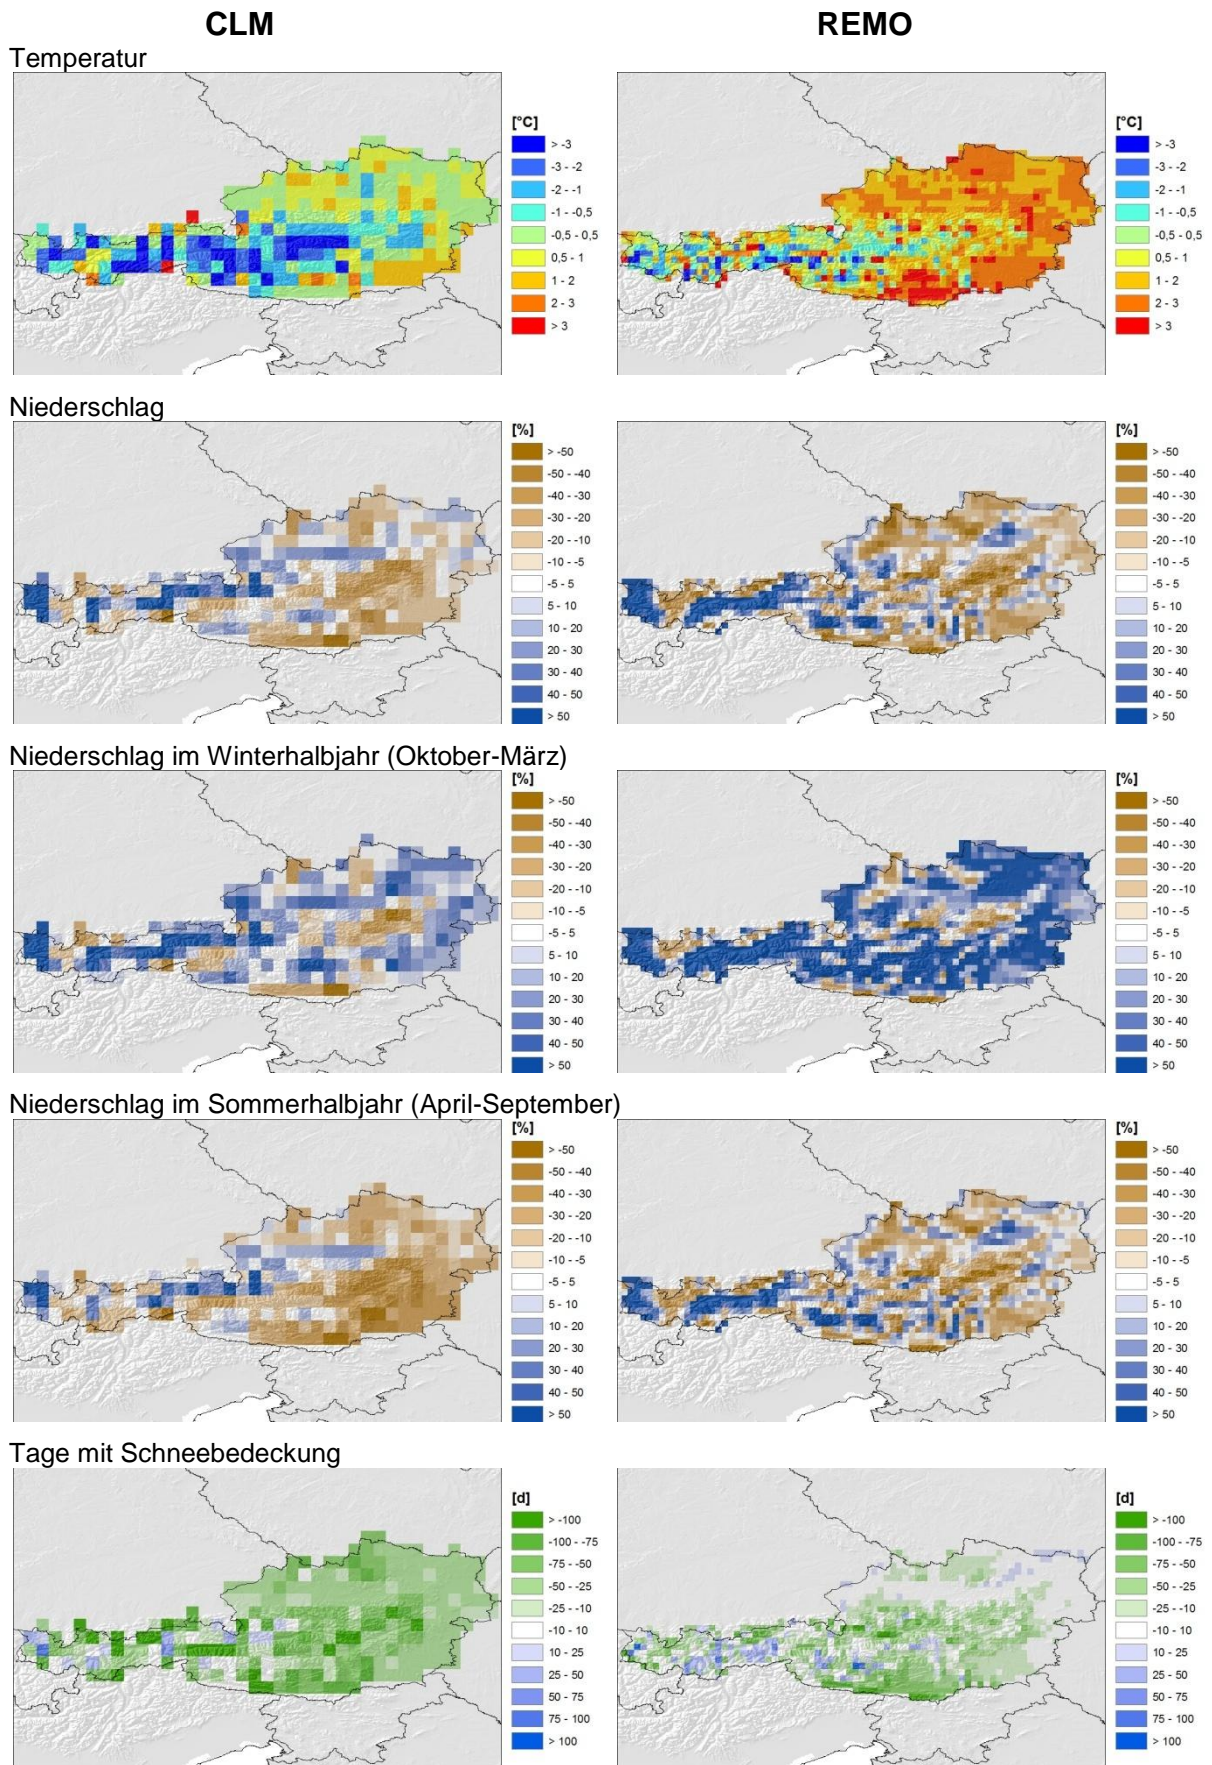 CLM
REMO
Temperatur
[°C]
> -3
-3 - -2
-2 - -1
-1 - -0,5
-0,5 - 0,5
0,5 - 1
1 - 2
2 - 3
> 3
[°C]
> -3
-3 - -2
-2 - -1
-1 - -0,5
-0,5 - 0,5
0,5 - 1
1 - 2
2 - 3
> 3
Niederschlag
[%]
> -50
-50 - -40
-40 - -30
-30 - -20
-20 - -10
-10 - -5
-5 - 5
5 - 10
10 - 20
20 - 30
30 - 40
40 - 50
> 50
[%]
> -50
-50 - -40
-40 - -30
-30 - -20
-20 - -10
-10 - -5
-5 - 5
5 - 10
10 - 20
20 - 30
30 - 40
40 - 50
> 50
Niederschlag im Winterhalbjahr (Oktober-März)
[%]
> -50
-50 - -40
-40 - -30
-30 - -20
-20 - -10
-10 - -5
-5 - 5
5 - 10
10 - 20
20 - 30
30 - 40
40 - 50
> 50
[%]
> -50
-50 - -40
-40 - -30
-30 - -20
-20 - -10
-10 - -5
-5 - 5
5 - 10
10 - 20
20 - 30
30 - 40
40 - 50
> 50
Niederschlag im Sommerhalbjahr (April-September)
[%]
> -50
-50 - -40
-40 - -30
-30 - -20
-20 - -10
-10 - -5
-5 - 5
5 - 10
10 - 20
20 - 30
30 - 40
40 - 50
> 50
[%]
> -50
-50 - -40
-40 - -30
-30 - -20
-20 - -10
-10 - -5
-5 - 5
5 - 10
10 - 20
20 - 30
30 - 40
40 - 50
> 50
Tage mit Schneebedeckung
[d]
> -100
-100 - -75
-75 - -50
-50 - -25
-25 - -10
-10 - 10
10 - 25
25 - 50
50 - 75
75 - 100
> 100
[d]
> -100
-100 - -75
-75 - -50
-50 - -25
-25 - -10
-10 - 10
10 - 25
25 - 50
50 - 75
75 - 100
> 100